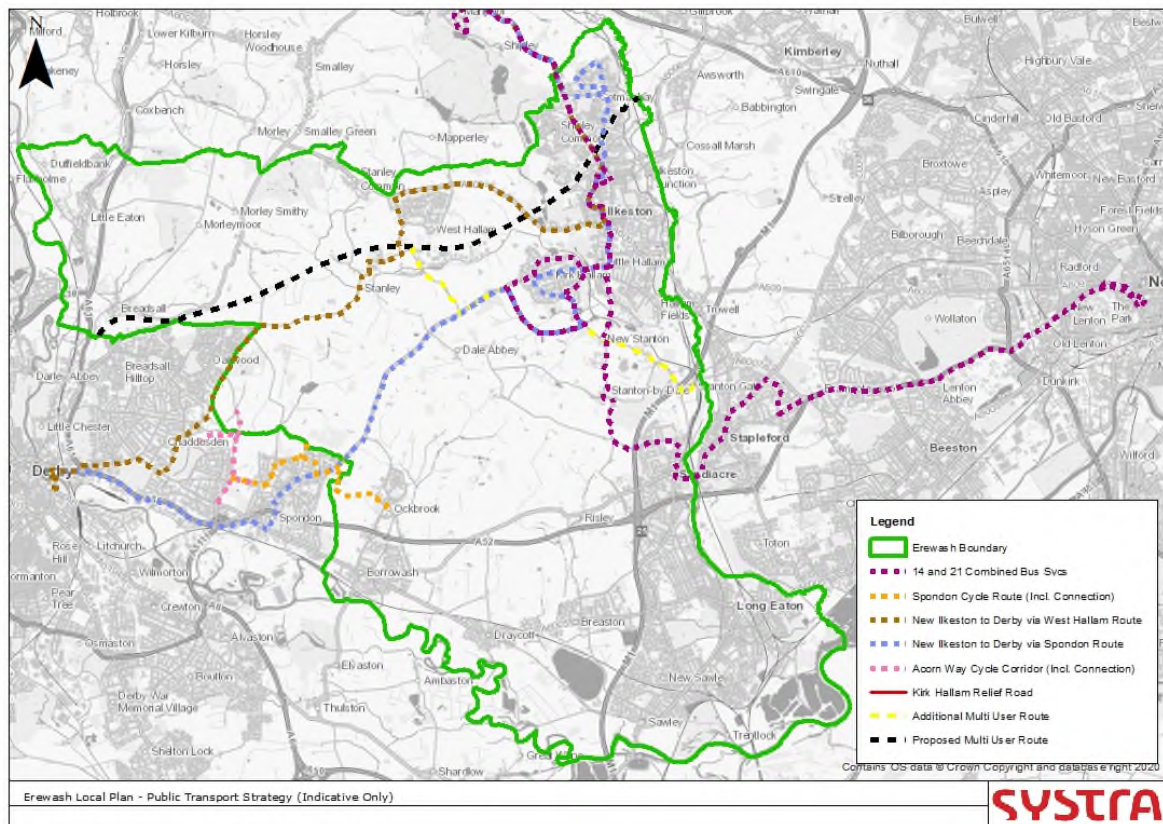 N
Holbrook
Milford
Lower Kilburn
Horsley
Woodhouse
Shipley
Gillbrook
Watnall
Kimberley
Bulwell
Highbury Vale
Horsley
Smalley
Nuthall
Awsworth
A610
Swingate
Coxbench
Babbington
Cinderhill
Old Basford
Morley
Smalley Green
Mapperley
Cossall Marsh
Broxtowe
Whitemoor
Duffieldbank
Stanley
Common
Aspley
New Basford
Strelley
Little Eaton
Morley Smithy
Morleymoor
West Hallam
Ilkeston
Bilborough
Beechdale
Hyson Green
Radford
Stanley
Kirk Hallam
M1
A609
Breadsall
Trowell
Wollaton
New
Lenton
The
Park
Dale Abbey
New Stanton
Old Lenton
Oakwood
Breadsall
Hilltop
Stanton-by-Dale
Lenton
Abbey
Dunkirk
Little Chester
Chaddesden
Stapleford
Beeston
Derby
Sandiacre
Wilford
Ockbrook
Spondon
Risley
Rose
Hill
Litchurch
A52
Toton
Wilmorton
Borrowash
Pear
Tree
Crewton
Long Eaton
Osmaston
Alvaston
Breaston
Draycott
Boulton
Elvaston
Ambaston
New Sawley
Derby War
Memorial Village
Thulston
Sawley
Trentlock
Shelton Lock
Shardlow
Legend
Erewash Boundary
14 and 21 Combined Bus Svcs
Spondon Cycle Route (Incl. Connection)
New Ilkeston to Derby via West Hallam Route
New Ilkeston to Derby via Spondon Route
Acorn Way Cycle Corridor (Incl. Connection)
Kirk Hallam Relief Road
Additional Multi User Route
Proposed Multi User Route
Contains OS data © Crown Copyright and database right 2020
Erewash Local Plan - Public Transport Strategy (Indicative Only)
SYSTRA